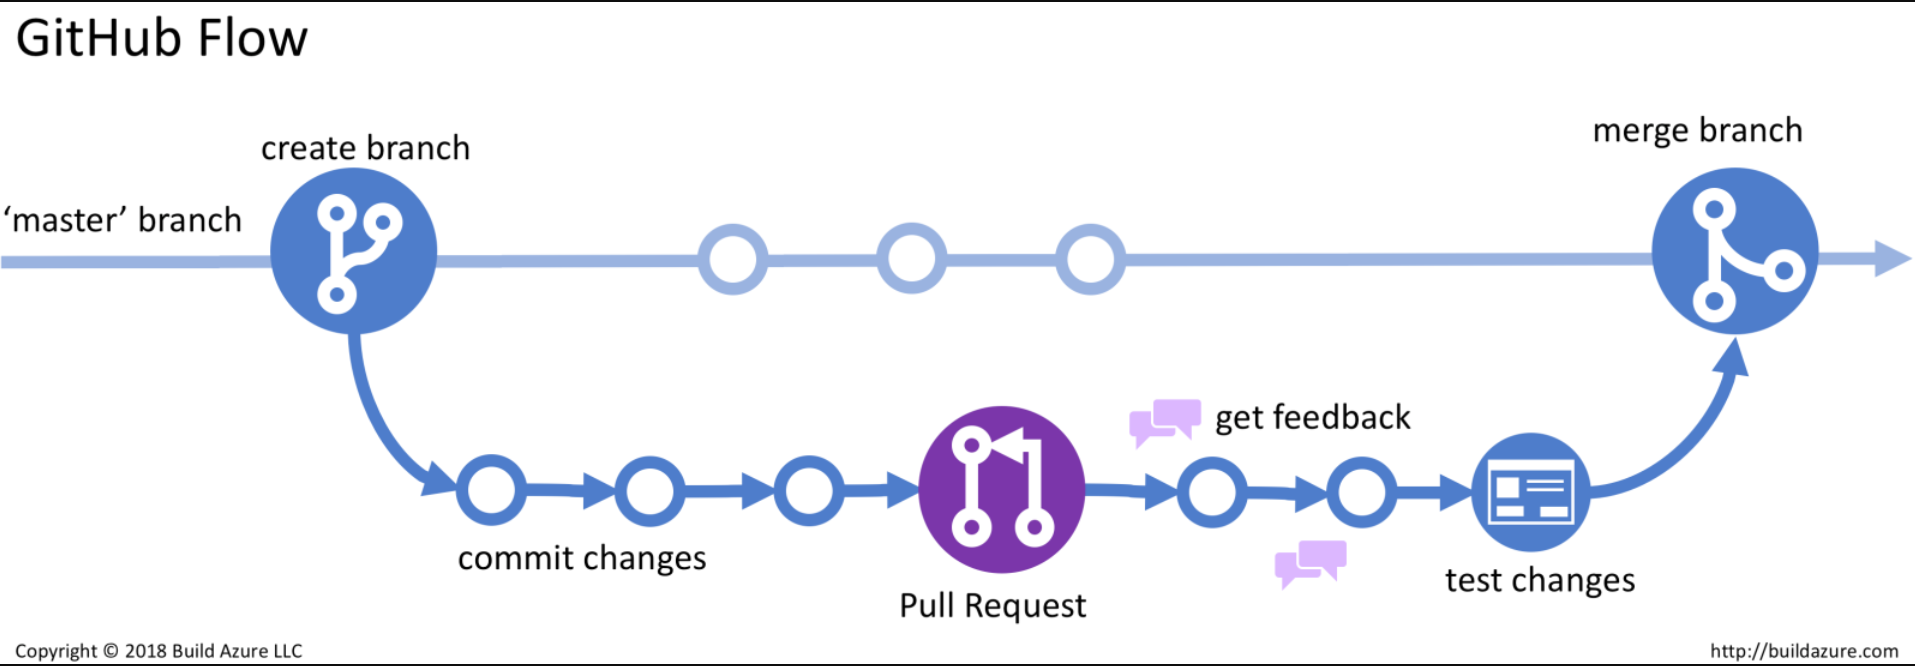 GitHub Flow
create branch
merge branch
‘master’ branch
get feedback
commit changes
Pull Request
test changes
Copyright © 2018 Build Azure LLC
http://buildazure.com